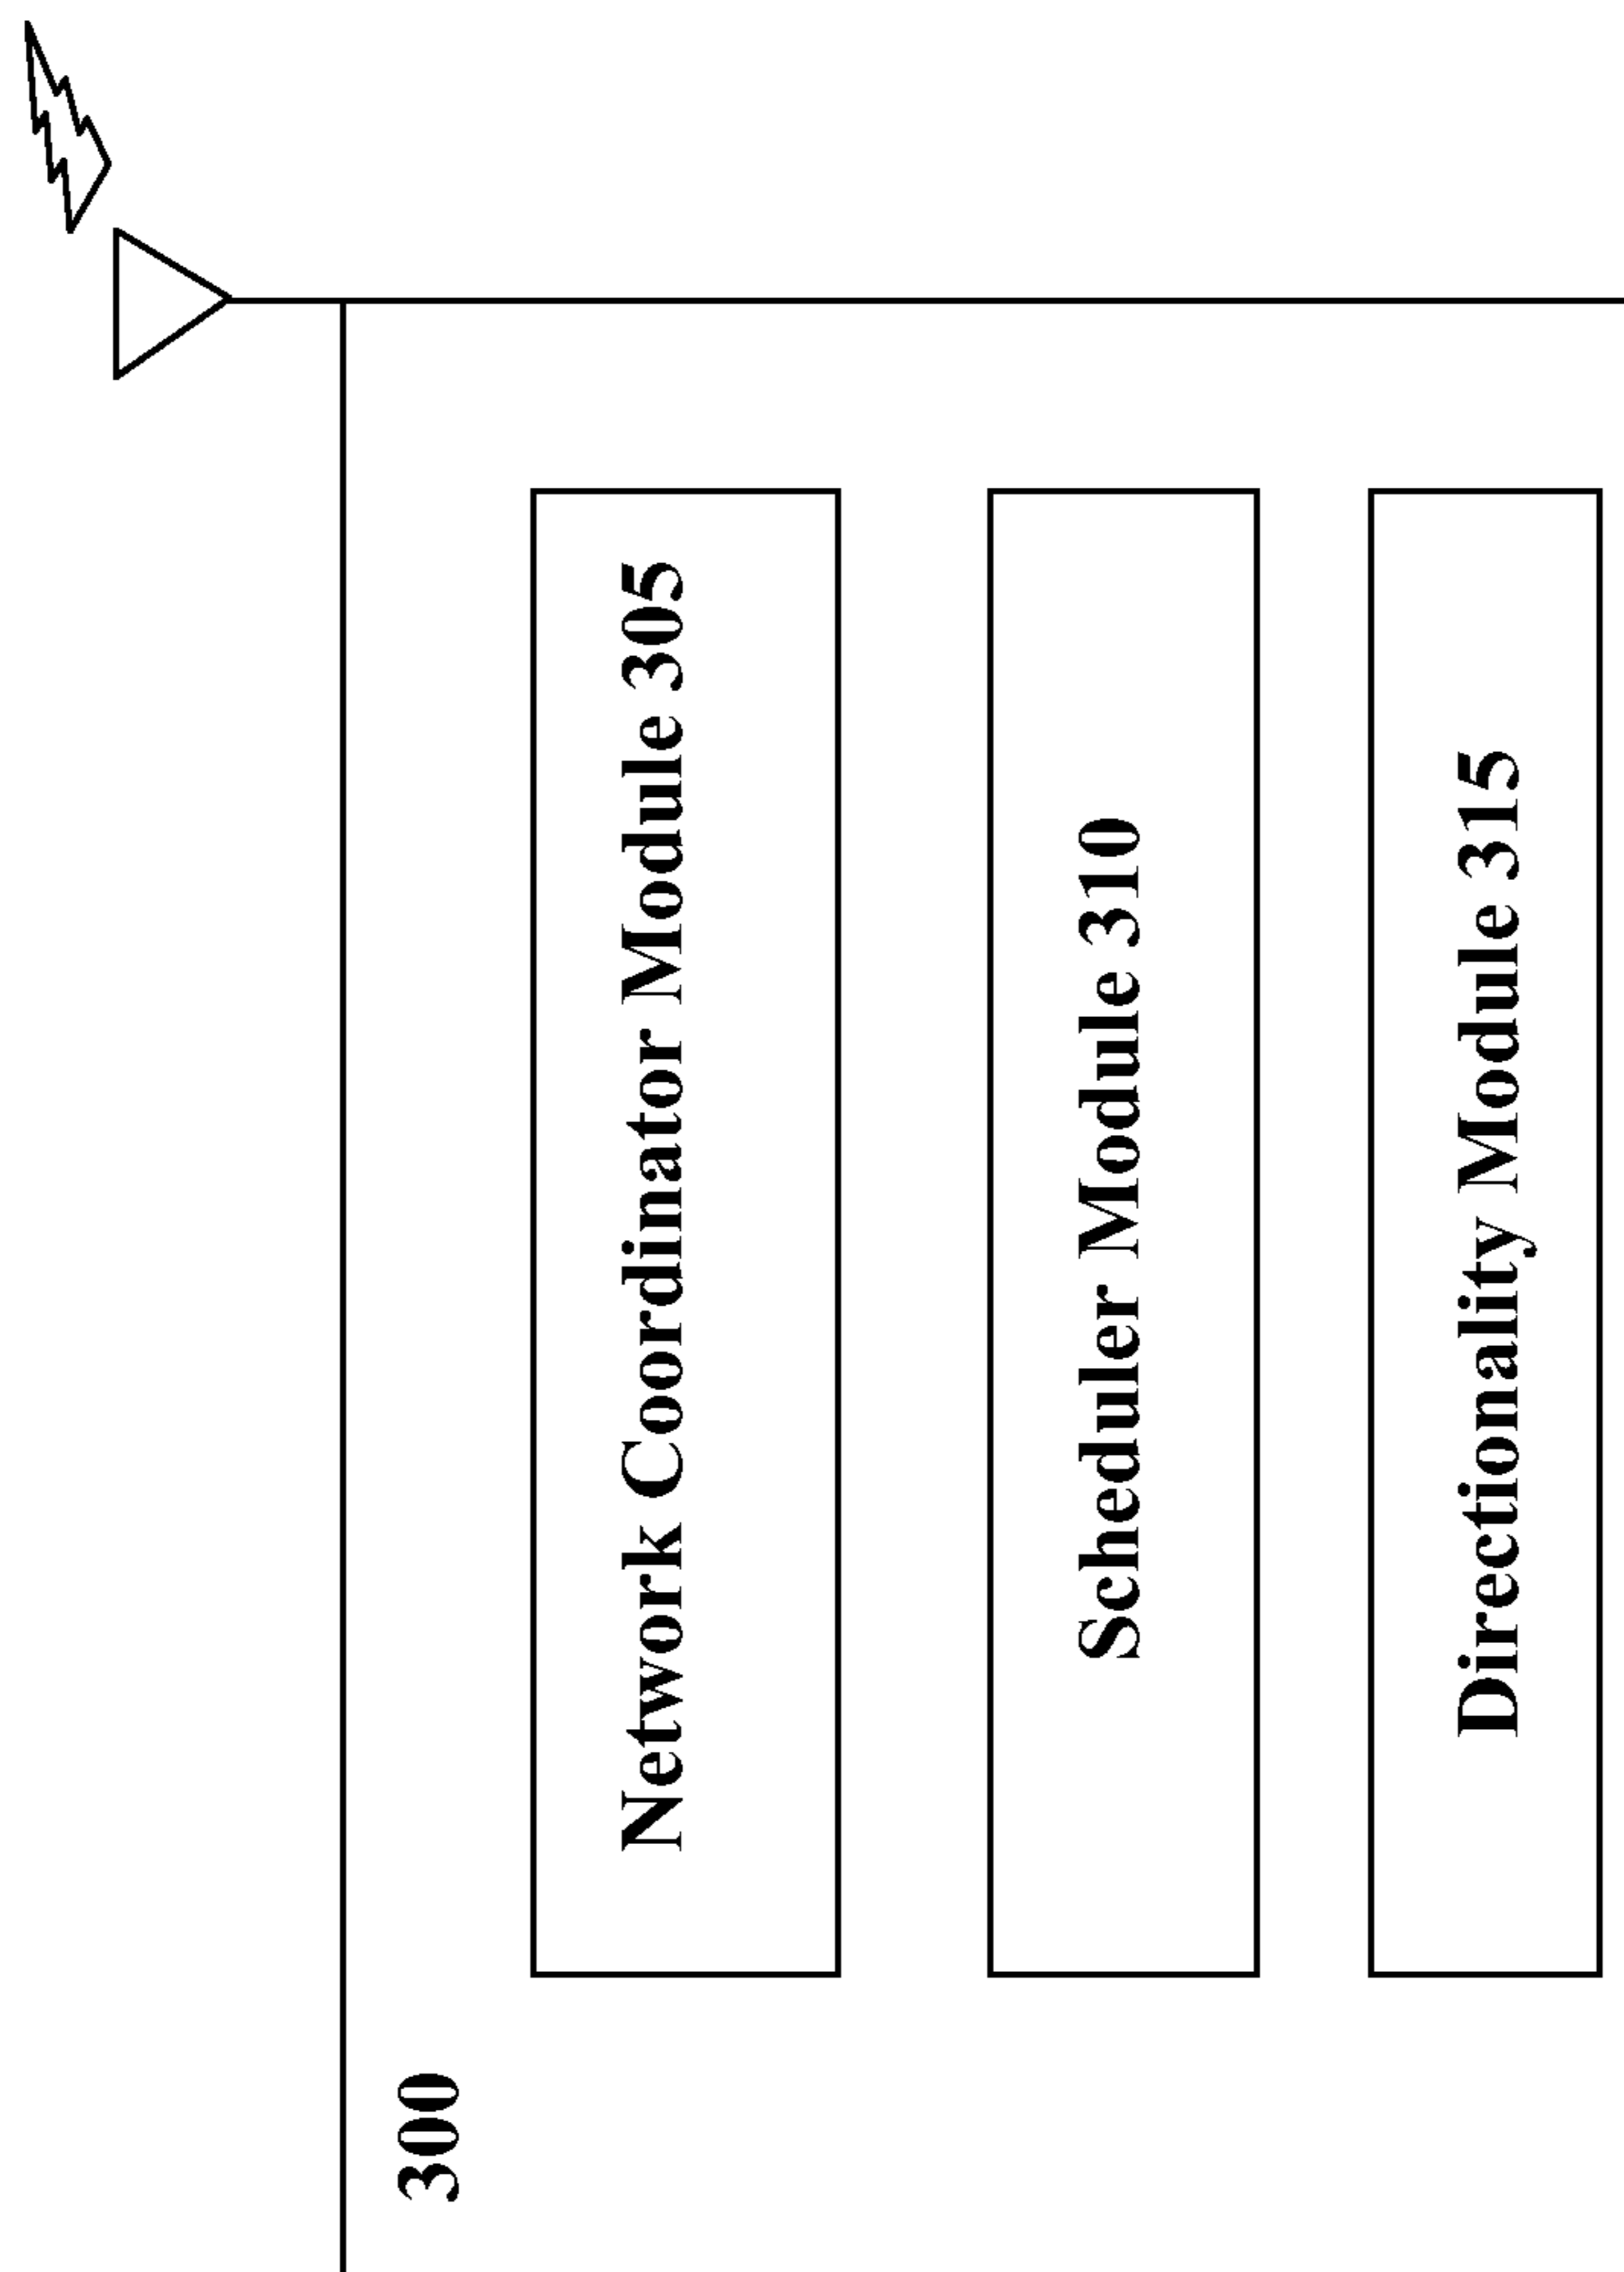 300
Network Coordinator Module 305
Scheduler Module 310
Directionality Module 315